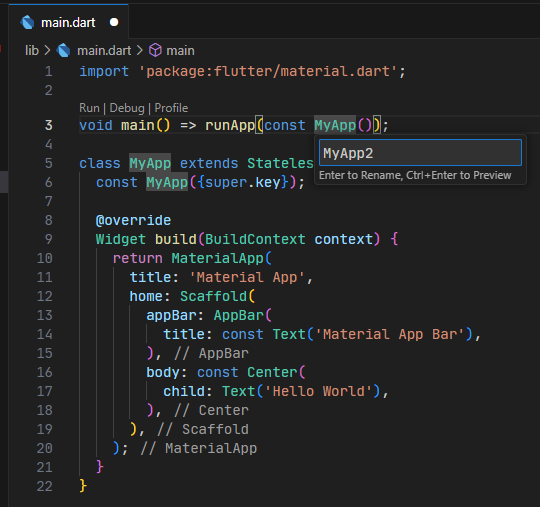 main.dart
lib > main.dart > main
1 import 'package:flutter/material.dart';
2
Run | Debug | Profile
3 void main() => runApp(const MyApp());
MyApp2
Enter to Rename, Ctrl+Enter to Preview
4
5 class MyApp extends Stateles
6 const MyApp({super.key});
7
8 @override
9 Widget build(BuildContext context) {
10 return MaterialApp(
11 title: 'Material App',
12 home: Scaffold(
13 appBar: AppBar(
14 title: const Text('Material App Bar'),
15 ), // AppBar
16 body: const Center(
17 child: Text('Hello World'),
18 ), // Center
19 ), // Scaffold
20 ); // MaterialApp
21 }
22 }